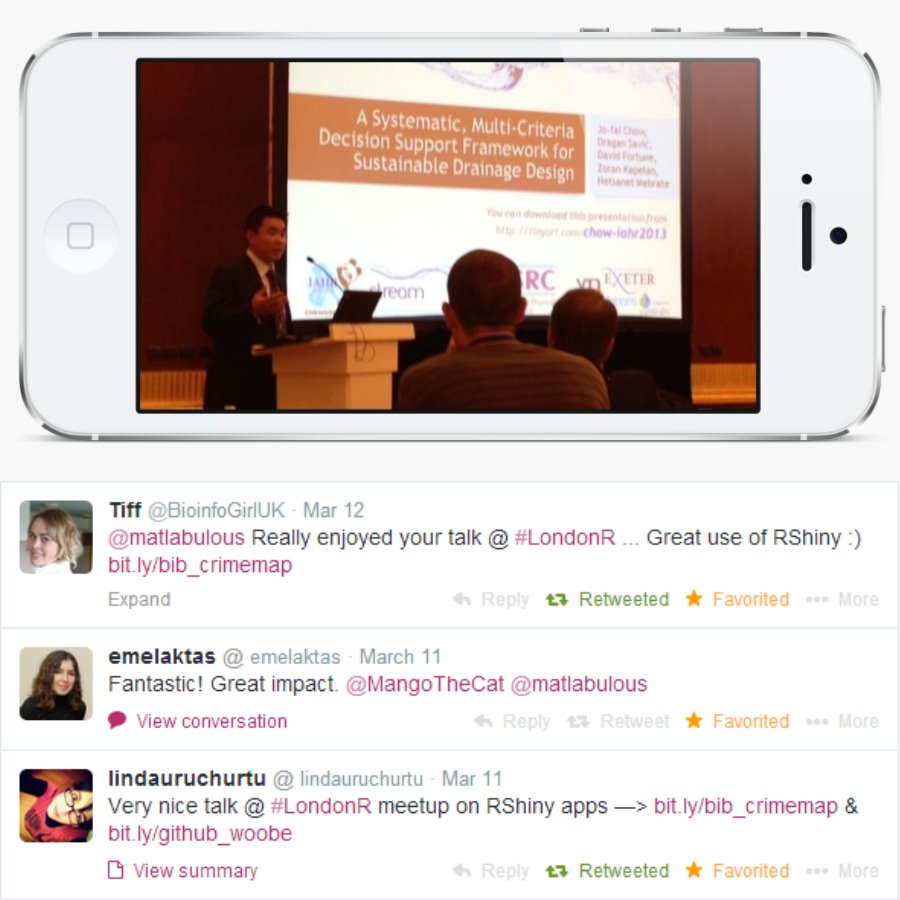 A Systematic, Multi-Criteria
Decision Support Framework for
Sustainable Drainage Design
Jo-fai Chow,
Dragan Savić,
David Fortune,
Zoran Kapelan,
Netsanet Mebrate
You can download this presentation from
http://tinyurl.com/chow-iahr2013
IAHR
stream
EXETER
Tiff @BioinfoGirlUK · Mar 12
@matlabulous Really enjoyed your talk @ #LondonR ... Great use of RShiny :)
bit.ly/bib_crimemap
Expand Reply Retweeted Favorited More
emelaktas @ emelaktas · March 11
Fantastic! Great impact. @MangoTheCat @matlabulous
View conversation Reply Retweet Favorited More
lindauruchurtu @ lindauruchurtu · Mar 11
Very nice talk @ #LondonR meetup on RShiny apps —> bit.ly/bib_crimemap &
bit.ly/github_woobe
View summary Reply Retweeted Favorited More